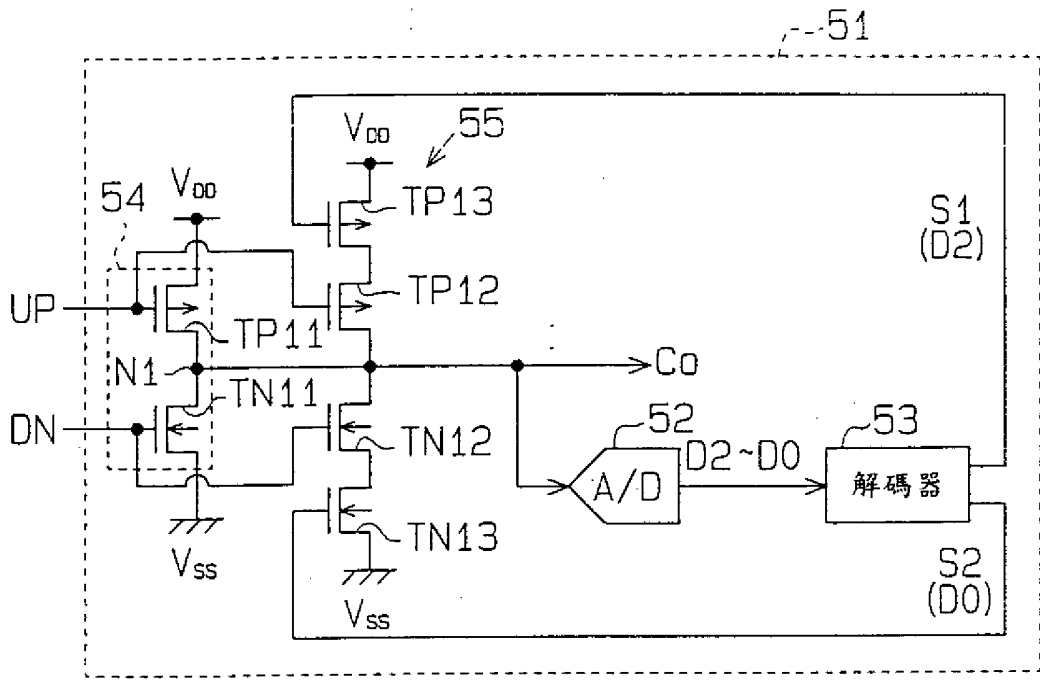 51
VDD
55
54
VDD
TP13
S1
(D2)
TP12
UP
TP11
N1
Co
TN11
52
53
DN
TN12
D2~D0
A/D
解碼器
TN13
VSS
S2
(D0)
VSS